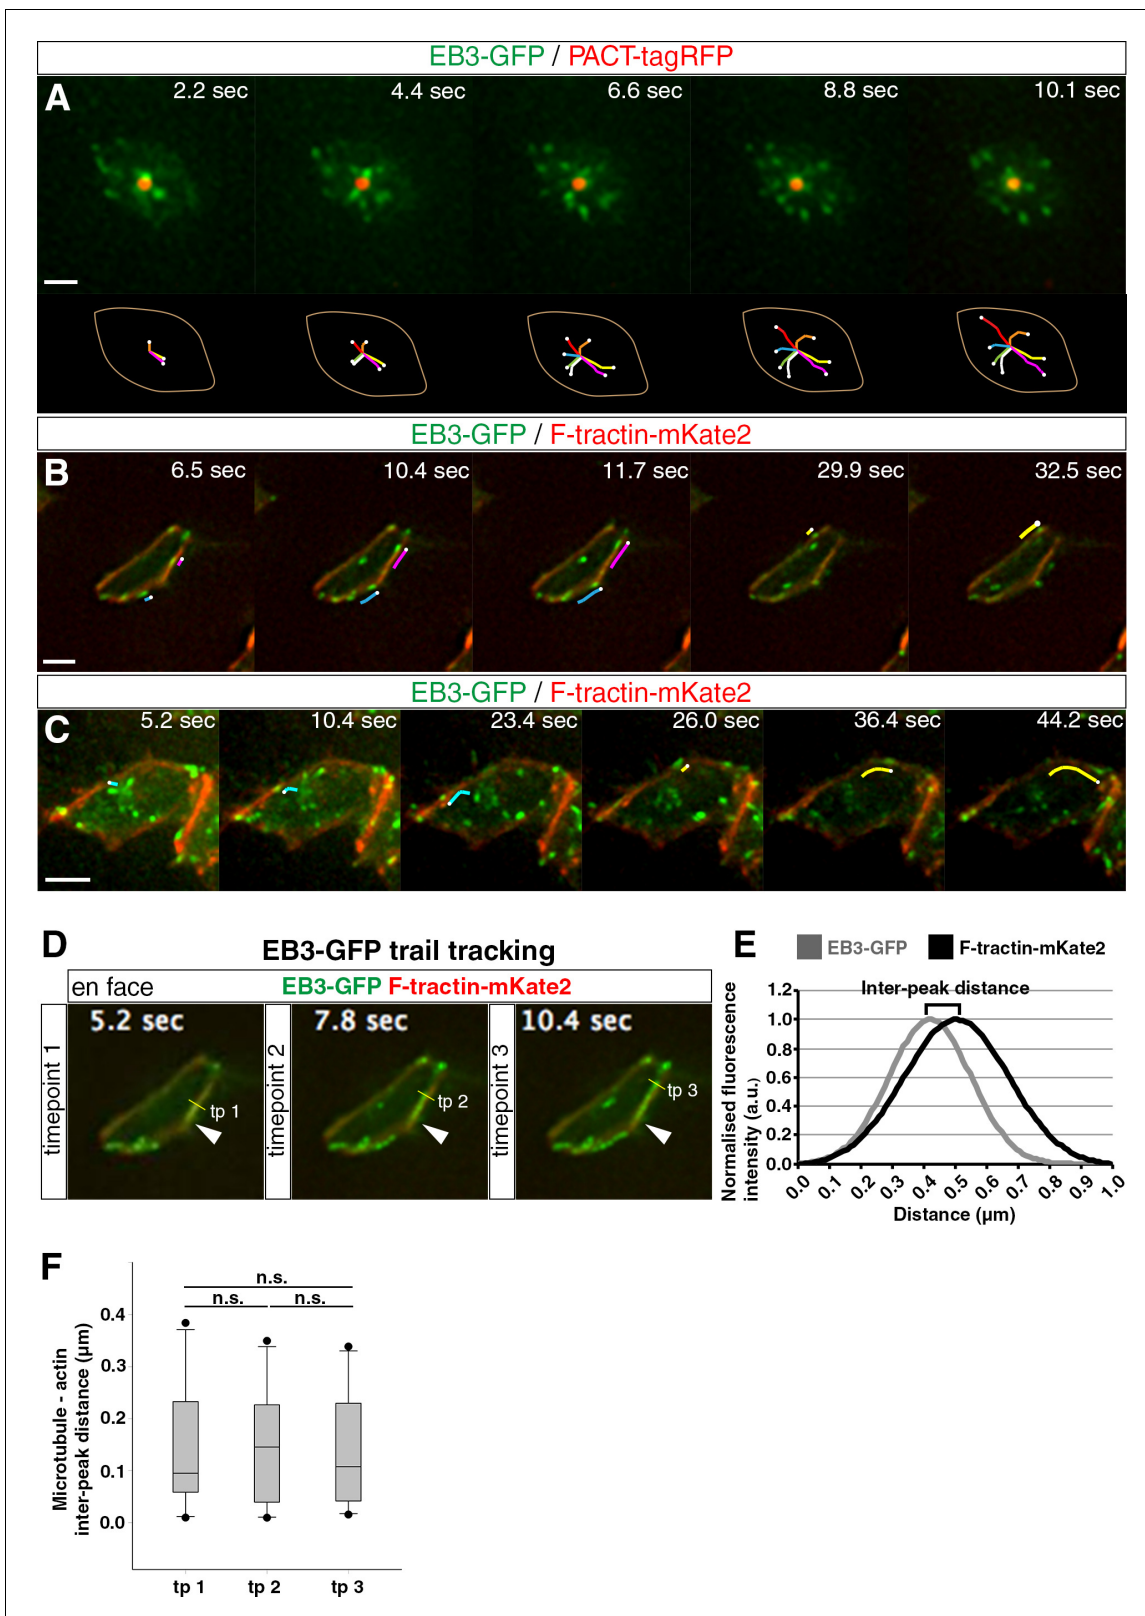 EB3-GFP / PACT-tagRFP
A
2.2 sec 4.4 sec 6.6 sec 8.8 sec 10.1 sec
EB3-GFP / F-tractin-mKate2
B
6.5 sec 10.4 sec 11.7 sec 29.9 sec 32.5 sec
EB3-GFP / F-tractin-mKate2
C
5.2 sec 10.4 sec 23.4 sec 26.0 sec 36.4 sec 44.2 sec
D
EB3-GFP trail tracking
en face
EB3-GFP F-tractin-mKate2
timepoint 1
5.2 sec
tp 1
timepoint 2
7.8 sec
tp 2
timepoint 3
10.4 sec
tp 3
E
EB3-GFP F-tractin-mKate2
Inter-peak distance
Normalised fluorescence
intensity (a.u.)
1.2
1.0
0.8
0.6
0.4
0.2
0.0
0.0 0.1 0.2 0.3 0.4 0.5 0.6 0.7 0.8 0.9 1.0
Distance (µm)
F
n.s.
n.s. n.s.
Microtubule - actin
inter-peak distance (µm)
0.4
0.3
0.2
0.1
0.0
tp 1 tp 2 tp 3